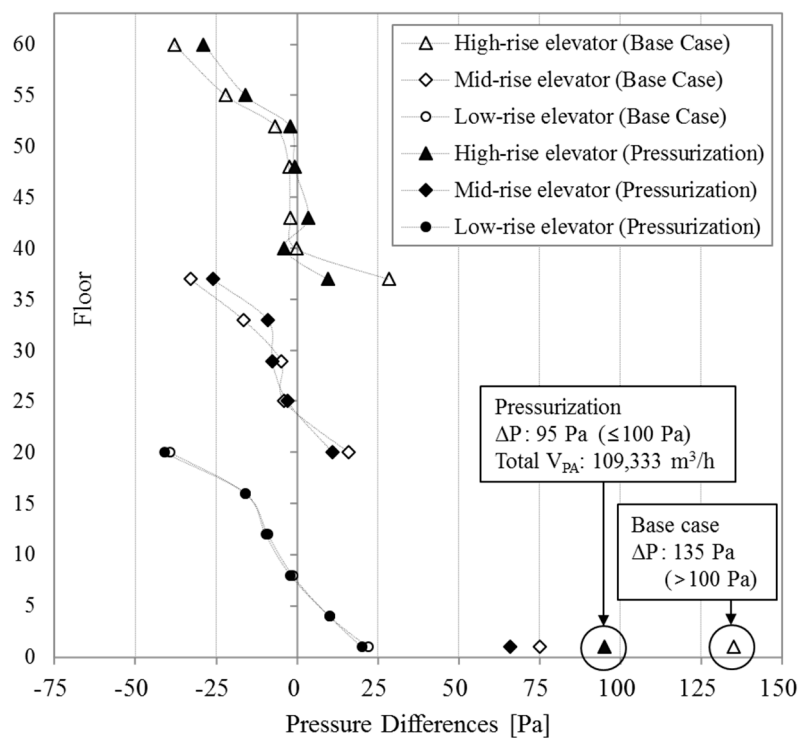 60
55
50
45
40
35
30
25
20
15
10
5
0
Floor
-75
-50
-25
0
25
50
75
100
125
150
Pressure Differences [Pa]
High-rise elevator (Base Case)
Mid-rise elevator (Base Case)
Low-rise elevator (Base Case)
High-rise elevator (Pressurization)
Mid-rise elevator (Pressurization)
Low-rise elevator (Pressurization)
Pressurization
ΔP: 95 Pa (≤100 Pa)
Total V_PA: 109,333 m³/h
Base case
ΔP: 135 Pa
(>100 Pa)